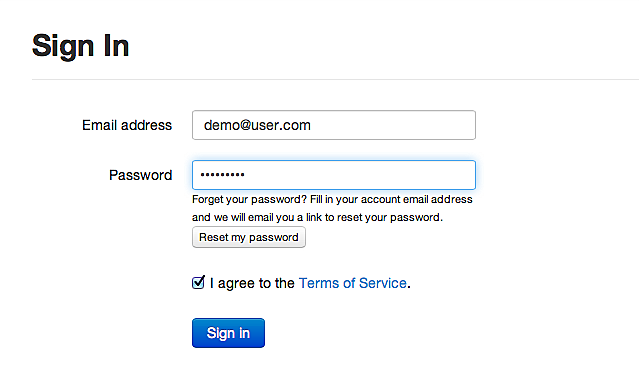 Sign In
Email address demo@user.com
Password •••••••••
Forget your password? Fill in your account email address
and we will email you a link to reset your password.
Reset my password
I agree to the Terms of Service.
Sign in